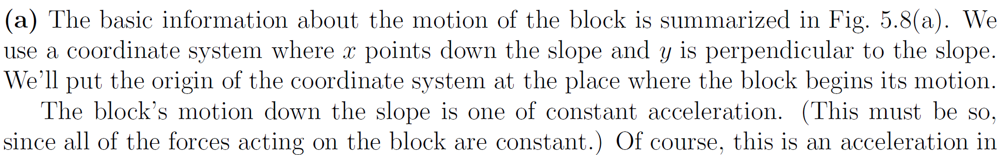 (a) The basic information about the motion of the block is summarized in Fig. 5.8(a). We
use a coordinate system where x points down the slope and y is perpendicular to the slope.
We'll put the origin of the coordinate system at the place where the block begins its motion.
The block's motion down the slope is one of constant acceleration. (This must be so,
since all of the forces acting on the block are constant.) Of course, this is an acceleration in